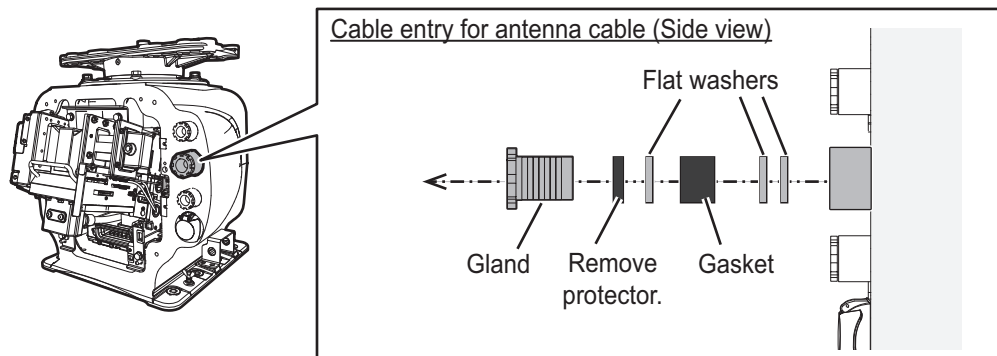 Cable entry for antenna cable (Side view)
Flat washers
Gland
Remove
protector.
Gasket